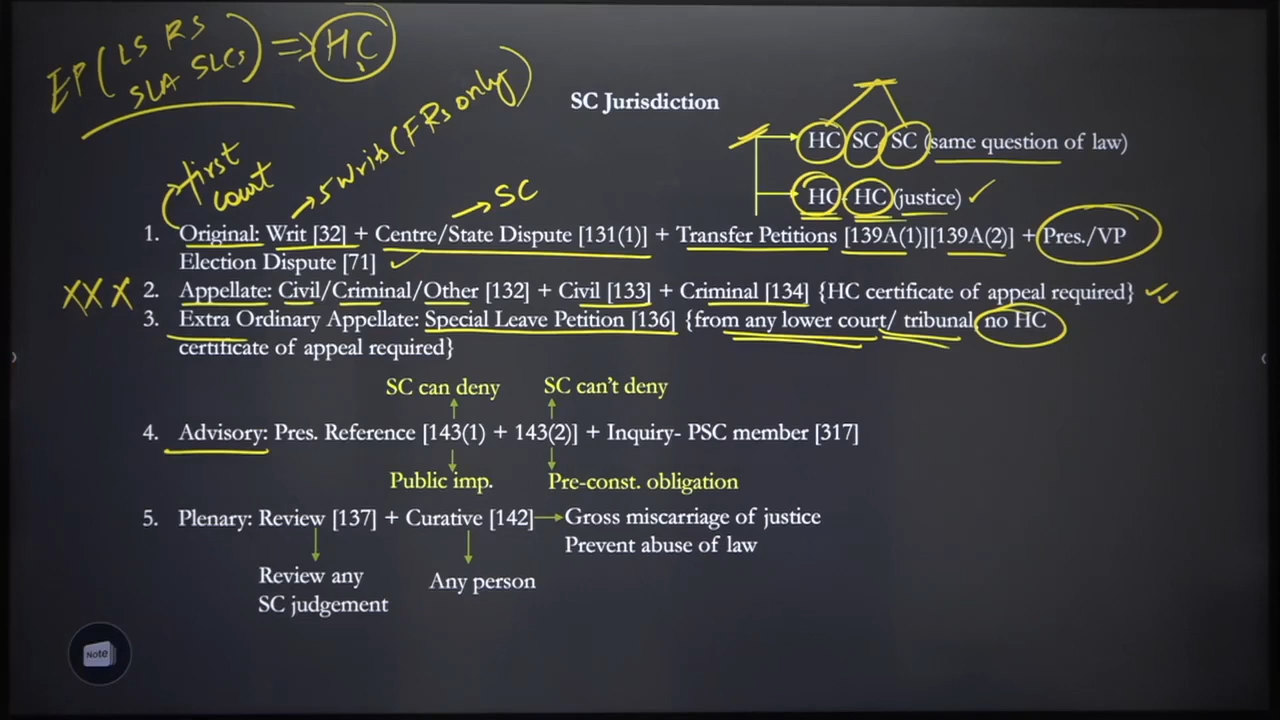 EP (LS RS
SLA SLCs) ⇒ HC
first
court
→ 5 writs (FRs only)
→ SC
SC Jurisdiction
HC SC SC (same question of law)
HC - HC (justice) ✓
1. Original: Writ [32] + Centre/State Dispute [131(1)] + Transfer Petitions [139A(1)][139A(2)] + Pres./VP
Election Dispute [71]
XXX 2. Appellate: Civil/Criminal/Other [132] + Civil [133] + Criminal [134] {HC certificate of appeal required}
3. Extra Ordinary Appellate: Special Leave Petition [136] {from any lower court/ tribunal, no HC
certificate of appeal required}
SC can deny SC can't deny
4. Advisory: Pres. Reference [143(1) + 143(2)] + Inquiry- PSC member [317]
Public imp. Pre-const. obligation
5. Plenary: Review [137] + Curative [142] Gross miscarriage of justice
Prevent abuse of law
Review any Any person
SC judgement
Note